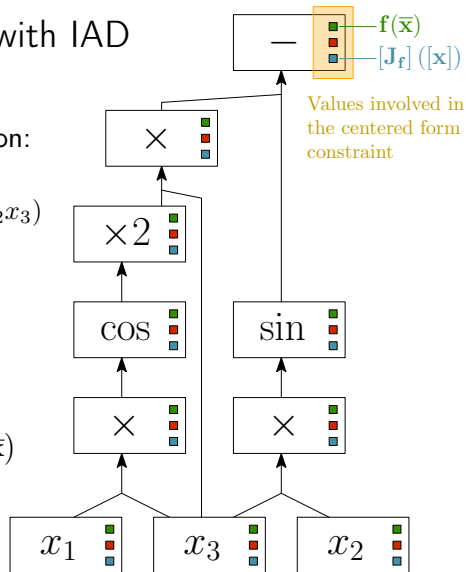 with IAD
−
f(x̄)
[J_f] ([x])
Values involved in
the centered form
constraint
on:
×
₂x₃)
×2
cos
sin
×
×
x̄)
x₁
x₃
x₂